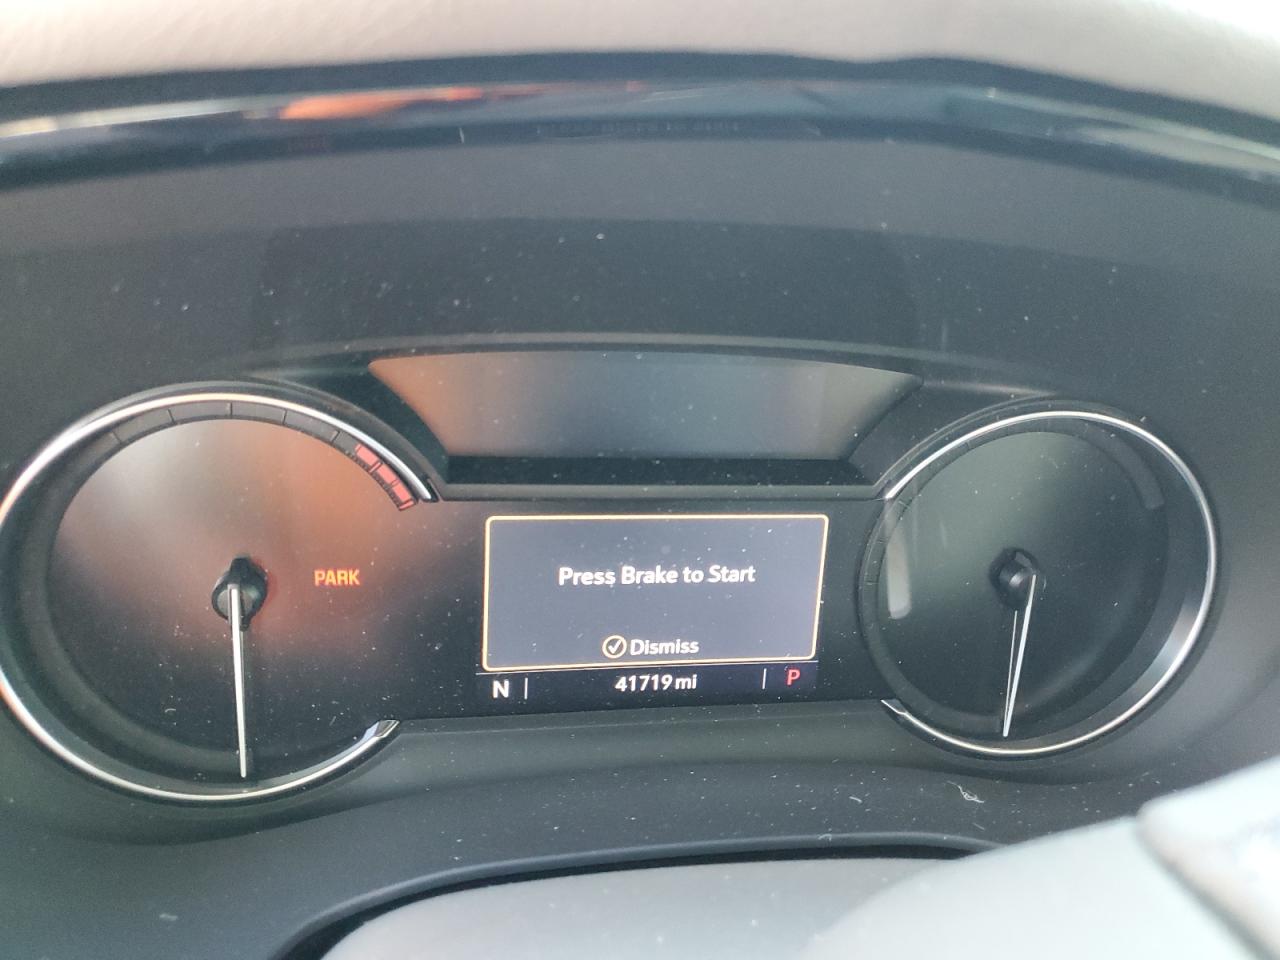 PARK
Press Brake to Start
Dismiss
N
41719 mi
P